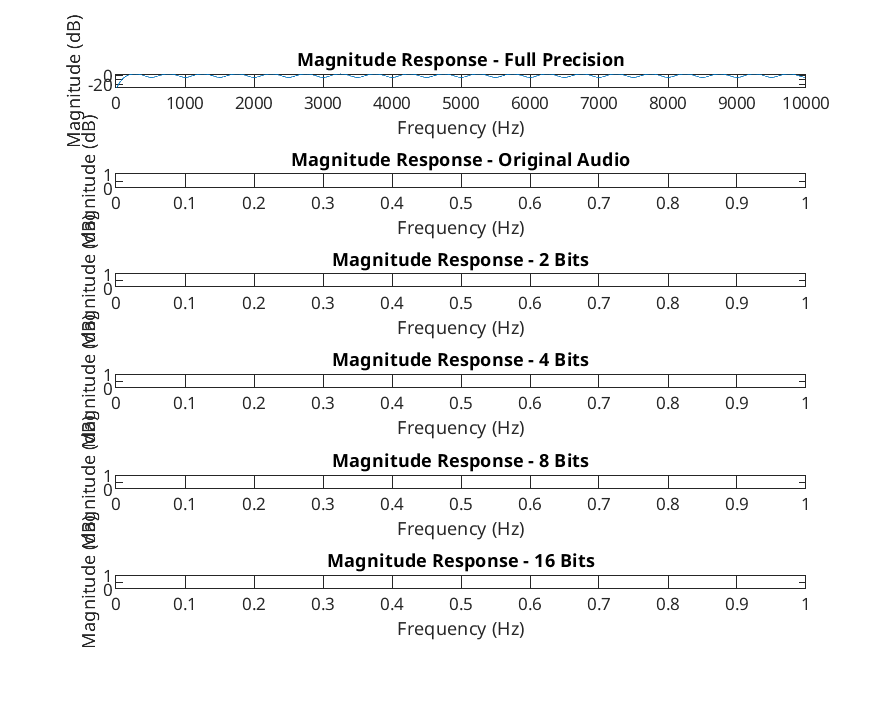 Magnitude Response - Full Precision
Magnitude (dB)
0
-20
0 1000 2000 3000 4000 5000 6000 7000 8000 9000 10000
Frequency (Hz)
Magnitude Response - Original Audio
Magnitude (dB)
1
0
0 0.1 0.2 0.3 0.4 0.5 0.6 0.7 0.8 0.9 1
Frequency (Hz)
Magnitude Response - 2 Bits
Magnitude (dB)
1
0
0 0.1 0.2 0.3 0.4 0.5 0.6 0.7 0.8 0.9 1
Frequency (Hz)
Magnitude Response - 4 Bits
Magnitude (dB)
1
0
0 0.1 0.2 0.3 0.4 0.5 0.6 0.7 0.8 0.9 1
Frequency (Hz)
Magnitude Response - 8 Bits
Magnitude (dB)
1
0
0 0.1 0.2 0.3 0.4 0.5 0.6 0.7 0.8 0.9 1
Frequency (Hz)
Magnitude Response - 16 Bits
Magnitude (dB)
1
0
0 0.1 0.2 0.3 0.4 0.5 0.6 0.7 0.8 0.9 1
Frequency (Hz)